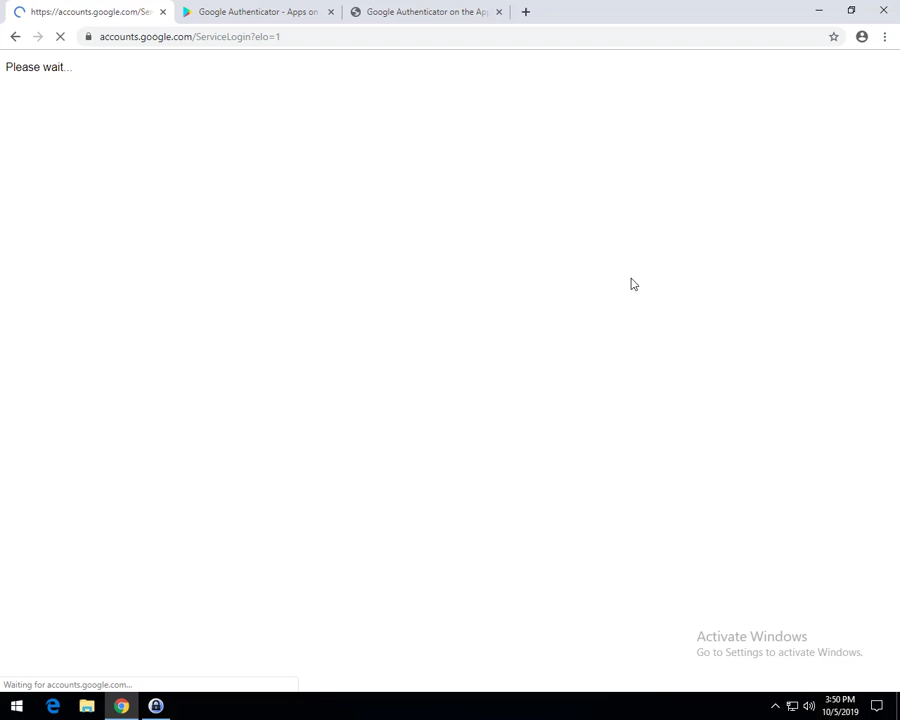 https://accounts.google.com/Ser
Google Authenticator - Apps on
Google Authenticator on the App
accounts.google.com/ServiceLogin?elo=1
Please wait...
Activate Windows
Go to Settings to activate Windows.
Waiting for accounts.google.com...
3:50 PM
10/5/2019